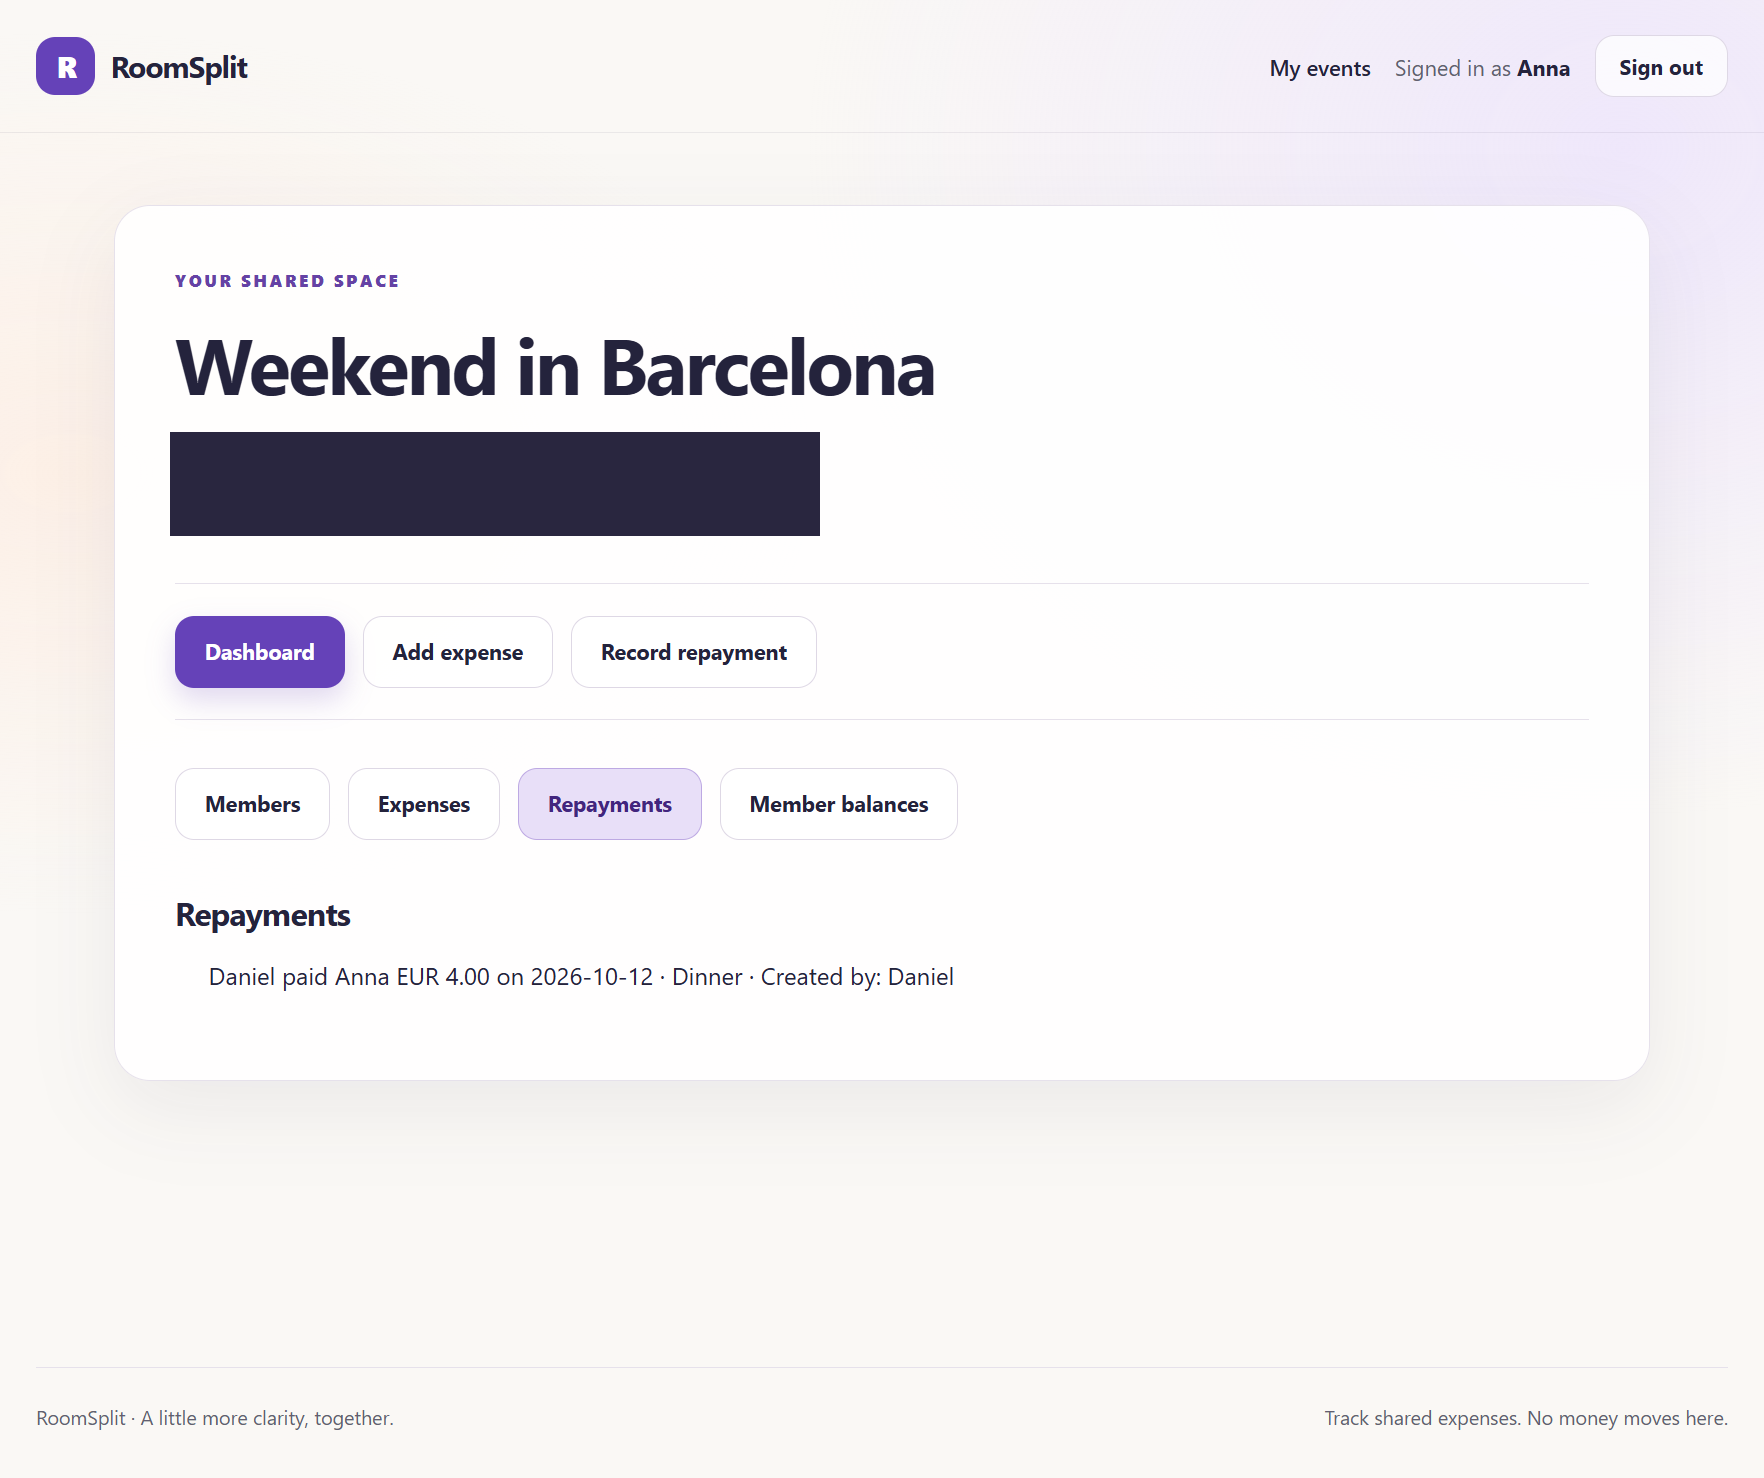 R RoomSplit
My events Signed in as Anna Sign out
YOUR SHARED SPACE
Weekend in Barcelona
Dashboard Add expense Record repayment
Members Expenses Repayments Member balances
Repayments
Daniel paid Anna EUR 4.00 on 2026-10-12 · Dinner · Created by: Daniel
RoomSplit · A little more clarity, together.
Track shared expenses. No money moves here.